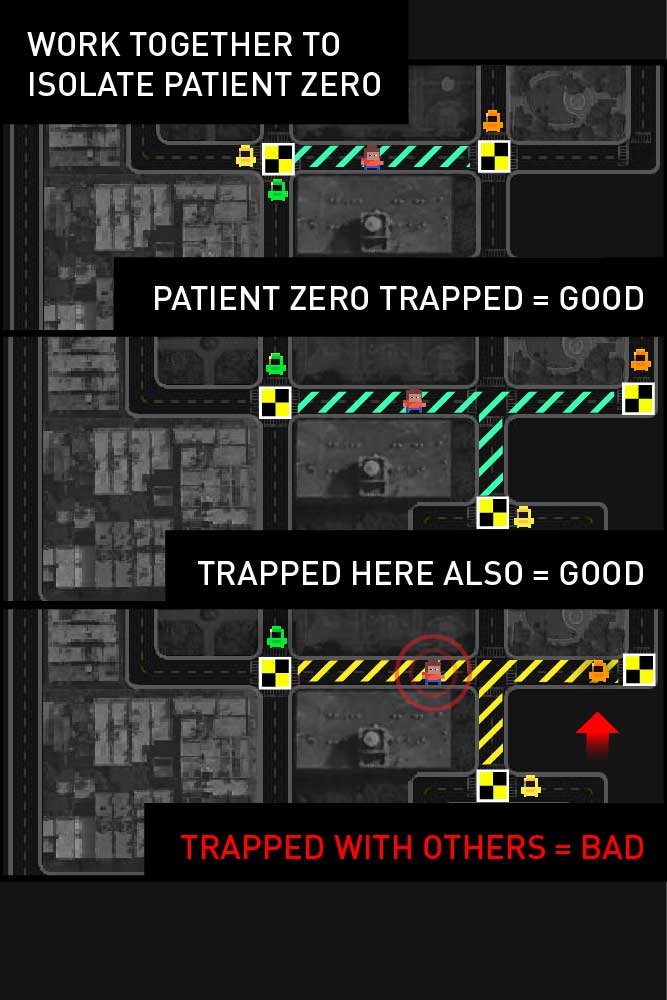 WORK TOGETHER TO
ISOLATE PATIENT ZERO
PATIENT ZERO TRAPPED = GOOD
TRAPPED HERE ALSO = GOOD
TRAPPED WITH OTHERS = BAD